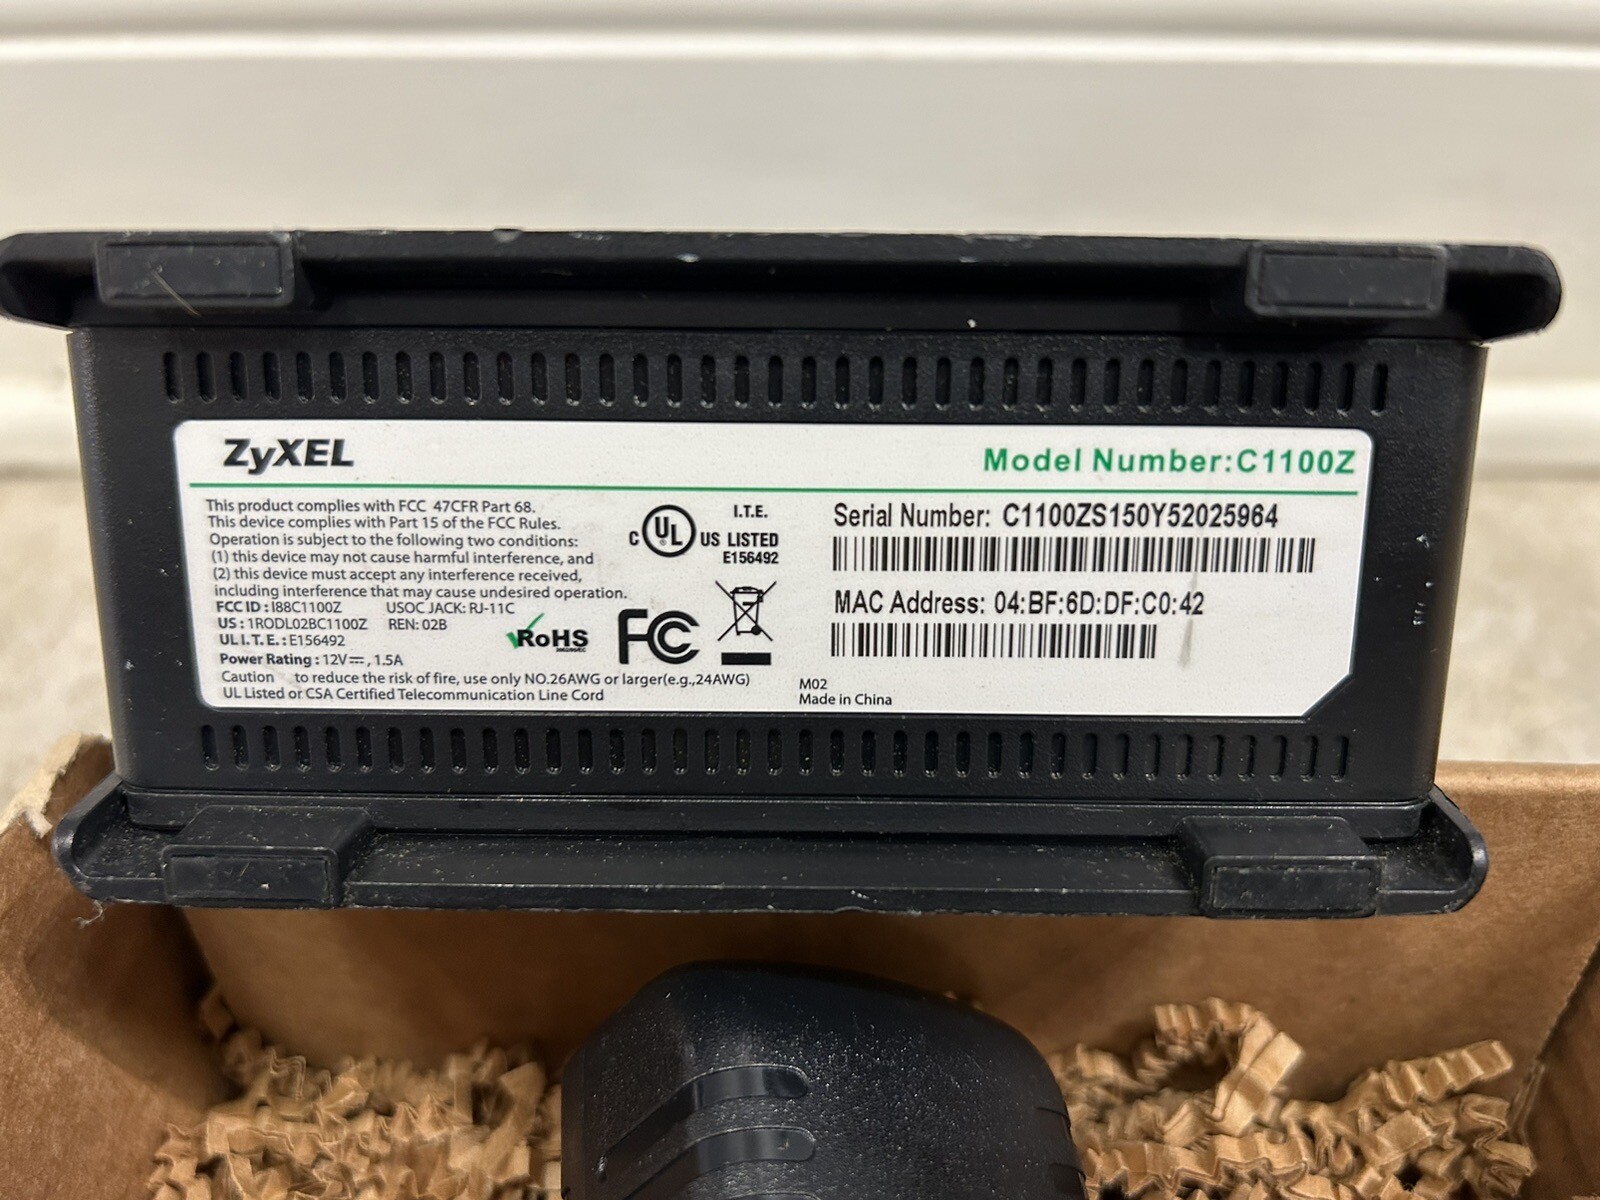 ZyXEL
Model Number:C1100Z
This product complies with FCC 47CFR Part 68.
This device complies with Part 15 of the FCC Rules.
Operation is subject to the following two conditions:
(1) this device may not cause harmful interference, and
(2) this device must accept any interference received,
including interference that may cause undesired operation.
FCC ID : I88C1100Z USOC JACK: RJ-11C
US : 1RODL02BC1100Z REN: 02B
UL I.T.E. : E156492
Power Rating : 12V⎓, 1.5A
Caution to reduce the risk of fire, use only NO.26AWG or larger(e.g.,24AWG)
UL Listed or CSA Certified Telecommunication Line Cord
I.T.E.
C UL US LISTED
E156492
RoHS
FC
M02
Made in China
Serial Number: C1100ZS150Y52025964
MAC Address: 04:BF:6D:DF:C0:42